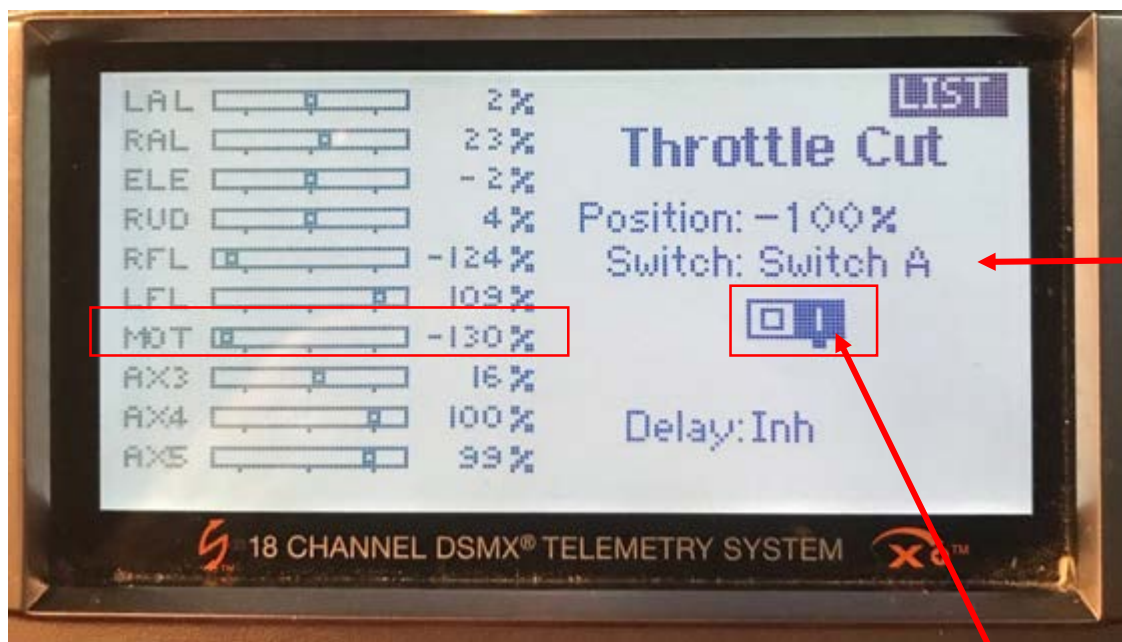 LIST
LAL 2%
RAL 23%
ELE -2%
RUD 4%
RFL -124%
LFL 109%
MOT -130%
AX3 16%
AX4 100%
AX5 99%
Throttle Cut
Position: -100%
Switch: Switch A
Delay: Inh
18 CHANNEL DSMX® TELEMETRY SYSTEM